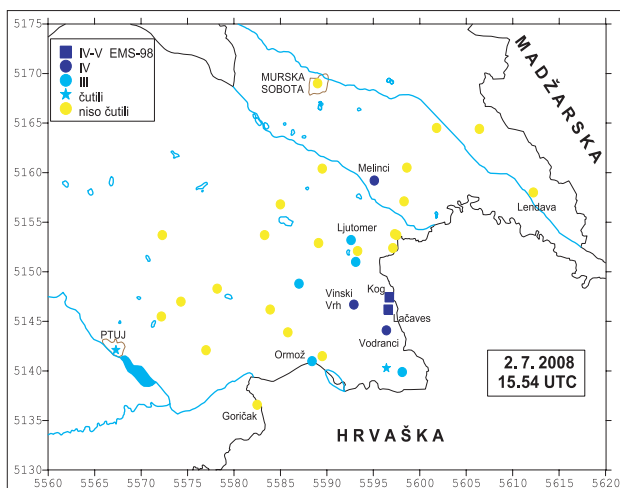 5175
5170
5165
5160
5155
5150
5145
5140
5135
5130
IV-V EMS-98
IV
III
čutili
niso čutili
MURSKA
SOBOTA
MADŽARSKA
Melinci
Lendava
Ljutomer
Kog
Vinski
Vrh
Lačaves
Vodranci
PTUJ
Ormož
Goričak
HRVAŠKA
2. 7. 2008
15.54 UTC
5560 5565 5570 5575 5580 5585 5590 5595 5600 5605 5610 5615 5620